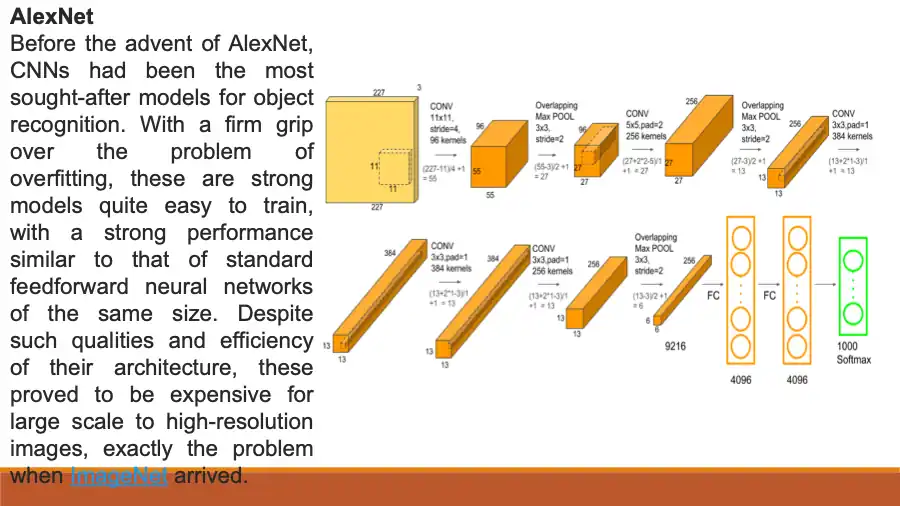 AlexNet
Before the advent of AlexNet,
CNNs had been the most
sought-after models for object
recognition. With a firm grip
over the problem of
overfitting, these are strong
models quite easy to train,
with a strong performance
similar to that of standard
feedforward neural networks
of the same size. Despite
such qualities and efficiency
of their architecture, these
proved to be expensive for
large scale to high-resolution
images, exactly the problem
when ImageNet arrived.
227
3
11
11
227
CONV
11x11,
stride=4,
96 kernels
(227-11)/4 +1
= 55
96
55
55
Overlapping
Max POOL
3x3,
stride=2
(55-3)/2 +1
= 27
96
27
27
CONV
5x5,pad=2
256 kernels
(27+2*2-5)/1
+1 = 27
256
27
27
Overlapping
Max POOL
3x3,
stride=2
(27-3)/2 +1
= 13
256
13
13
CONV
3x3,pad=1
384 kernels
(13+2*1-3)/1
+1 = 13
384
13
13
CONV
3x3,pad=1
384 kernels
(13+2*1-3)/1
+1 = 13
384
13
13
CONV
3x3,pad=1
256 kernels
(13+2*1-3)/1
+1 = 13
256
13
13
Overlapping
Max POOL
3x3,
stride=2
(13-3)/2 +1
= 6
256
6
6
9216
FC
4096
FC
4096
1000
Softmax